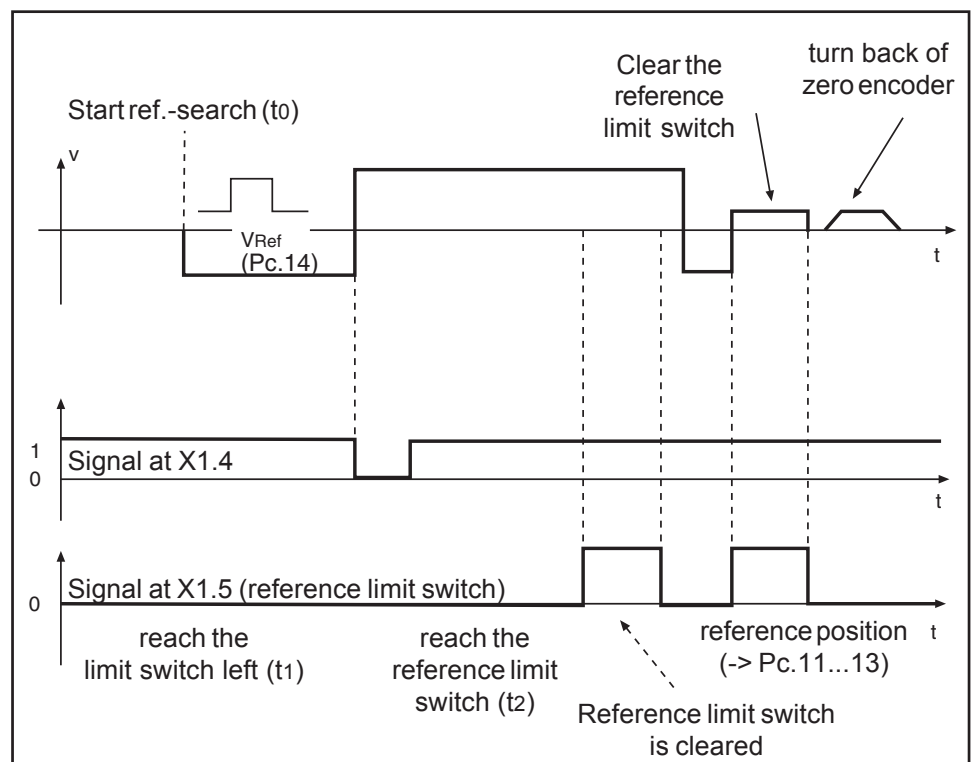 Start ref.-search (t0)
Clear the
reference
limit switch
turn back of
zero encoder
v
VRef
(Pc.14)
t
1
0
Signal at X1.4
t
0
Signal at X1.5 (reference limit switch)
t
reach the
limit switch left (t1)
reach the
reference limit
switch (t2)
reference position
(-> Pc.11...13)
Reference limit switch
is cleared